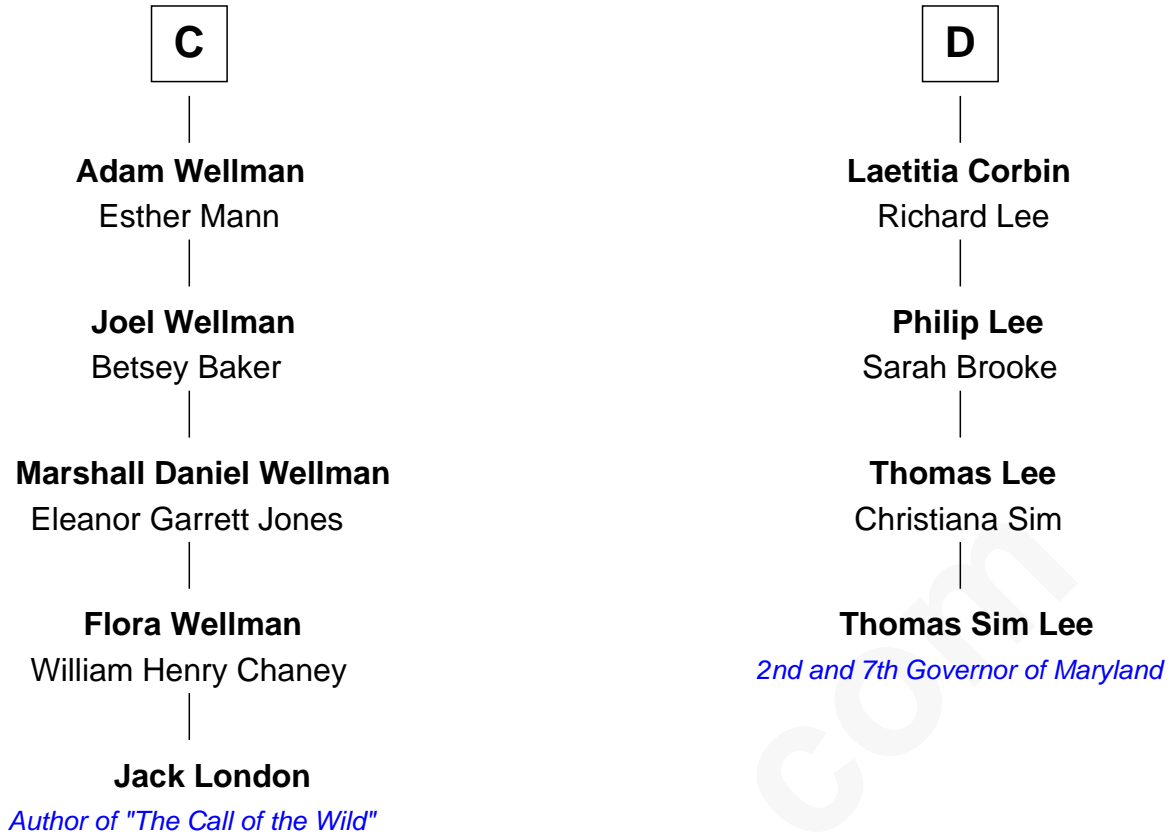 C
Adam Wellman
Esther Mann
Joel Wellman
Betsey Baker
Marshall Daniel Wellman
Eleanor Garrett Jones
Flora Wellman
William Henry Chaney
Jack London
Author of "The Call of the Wild"
D
Laetitia Corbin
Richard Lee
Philip Lee
Sarah Brooke
Thomas Lee
Christiana Sim
Thomas Sim Lee
2nd and 7th Governor of Maryland
com